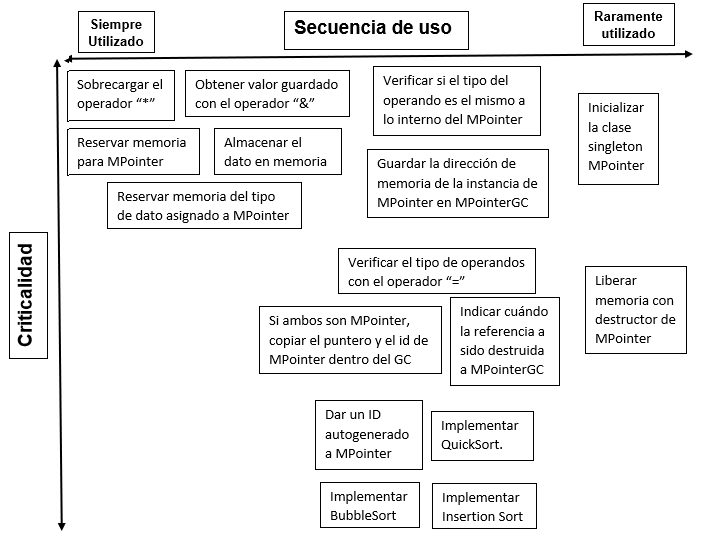 Siempre
Utilizado
Secuencia de uso
Raramente
utilizado
Criticalidad
Sobrecargar el
operador “*”
Obtener valor guardado
con el operador “&”
Verificar si el tipo del
operando es el mismo a
lo interno del MPointer
Inicializar
la clase
singleton
MPointer
Reservar memoria
para MPointer
Almacenar el
dato en memoria
Guardar la dirección de
memoria de la instancia de
MPointer en MPointerGC
Reservar memoria del tipo
de dato asignado a MPointer
Verificar el tipo de operandos
con el operador “=”
Liberar
memoria con
destructor de
MPointer
Si ambos son MPointer,
copiar el puntero y el id de
MPointer dentro del GC
Indicar cuándo
la referencia a
sido destruida
a MPointerGC
Dar un ID
autogenerado
a MPointer
Implementar
QuickSort.
Implementar
BubbleSort
Implementar
Insertion Sort